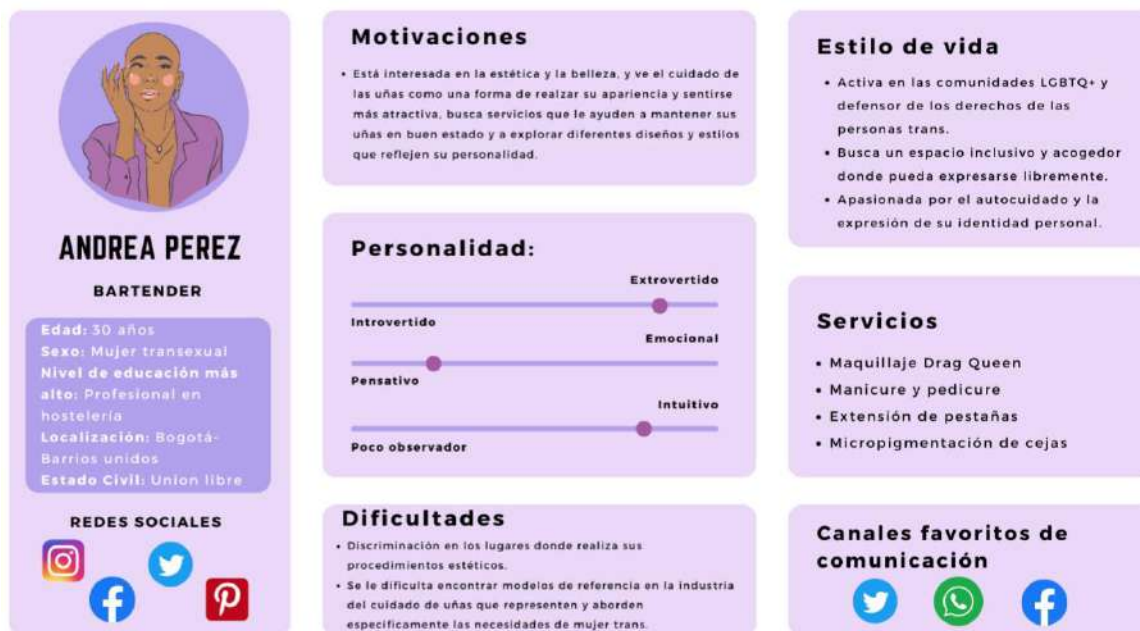 ANDREA PEREZ
BARTENDER
Edad: 30 años
Sexo: Mujer transexual
Nivel de educación más
alto: Profesional en
hostelería
Localización: Bogotá-
Barrios unidos
Estado Civil: Union libre
REDES SOCIALES
Motivaciones
• Está interesada en la estética y la belleza, y ve el cuidado de
las uñas como una forma de realzar su apariencia y sentirse
más atractiva, busca servicios que le ayuden a mantener sus
uñas en buen estado y a explorar diferentes diseños y estilos
que reflejen su personalidad.
Personalidad:
Extrovertido
Introvertido
Emocional
Pensativo
Intuitivo
Poco observador
Dificultades
• Discriminación en los lugares donde realiza sus
procedimientos estéticos.
• Se le dificulta encontrar modelos de referencia en la industria
del cuidado de uñas que representen y aborden
específicamente las necesidades de mujer trans.
Estilo de vida
• Activa en las comunidades LGBTQ+ y
defensor de los derechos de las
personas trans.
• Busca un espacio inclusivo y acogedor
donde pueda expresarse libremente.
• Apasionada por el autocuidado y la
expresión de su identidad personal.
Servicios
• Maquillaje Drag Queen
• Manicure y pedicure
• Extensión de pestañas
• Micropigmentación de cejas
Canales favoritos de
comunicación